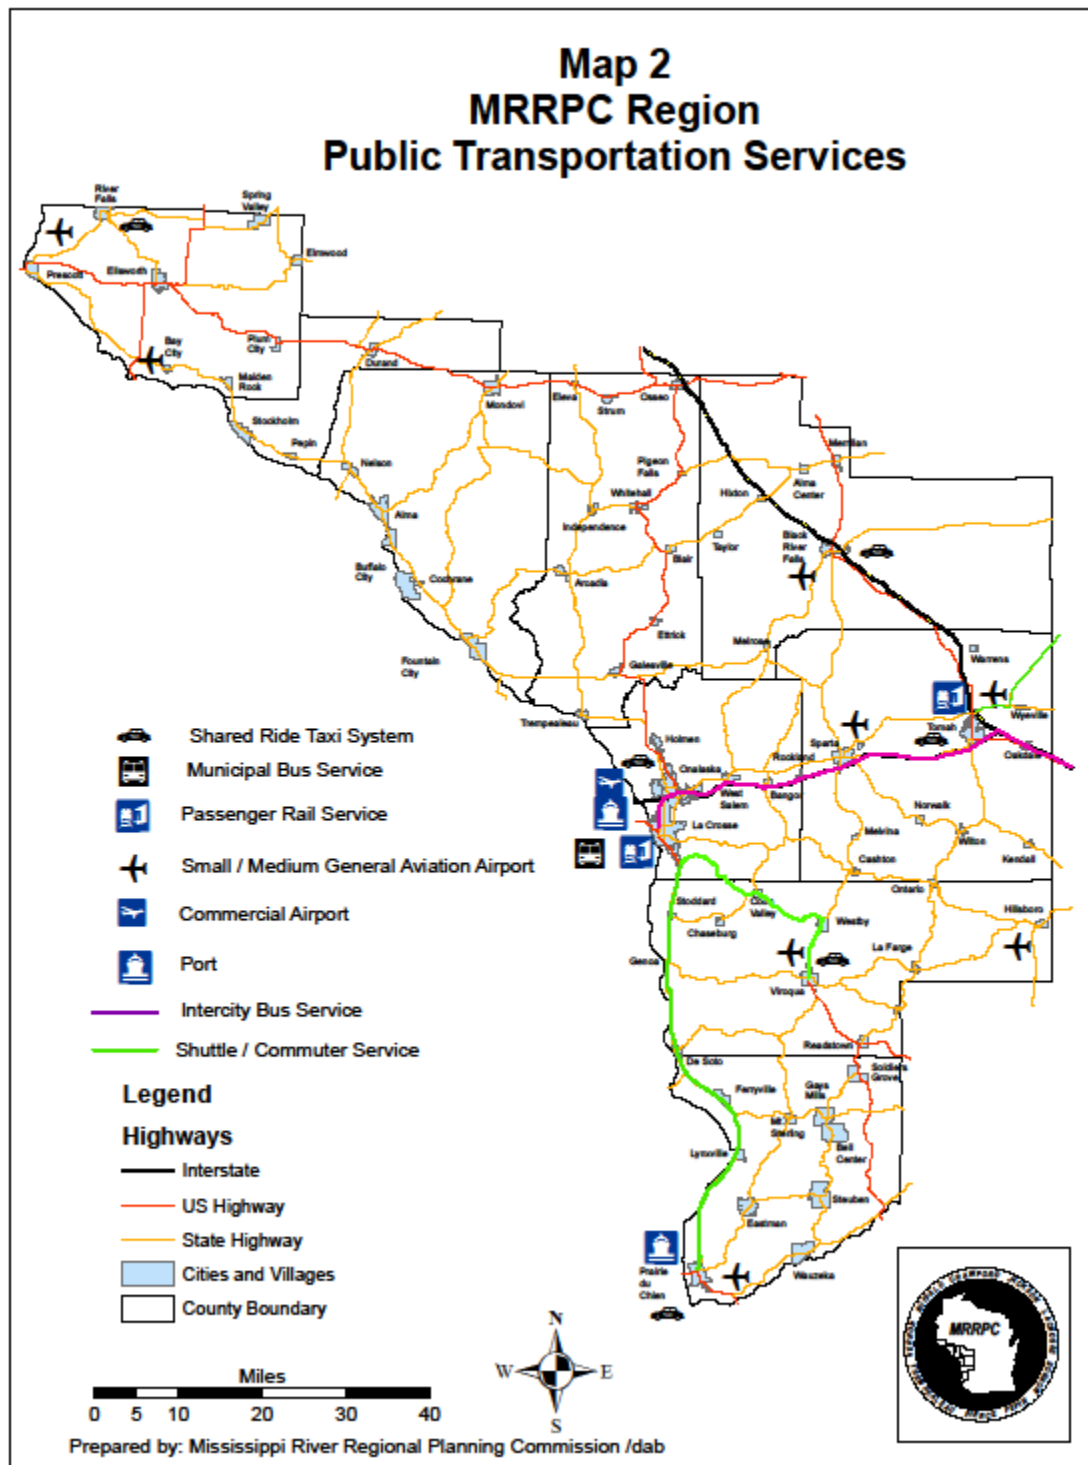 Map 2
MRRPC Region
Public Transportation Services
River
Falls
Spring
Valley
Elmwood
Prescott
Ellsworth
Bay
City
Plum
City
Maiden
Rock
Durand
Stockholm
Pepin
Mondovi
Eleva
Strum
Osseo
Nelson
Merrillan
Pigeon
Falls
Alma
Center
Hixton
Whitehall
Alma
Independence
Taylor
Black
River
Falls
Blair
Buffalo
City
Cochrane
Arcadia
Ettrick
Melrose
Fountain
City
Galesville
Warrens
Trempealeau
Wyeville
Tomah
Holmen
Sparta
Rockland
Oakdale
Onalaska
West
Salem
Bangor
La Crosse
Norwalk
Melvina
Wilton
Cashton
Kendall
Ontario
Stoddard
Coon
Valley
Westby
Hillsboro
Chaseburg
Genoa
La Farge
Viroqua
Readstown
De Soto
Soldiers
Grove
Ferryville
Gays
Mills
Mt
Sterling
Bell
Center
Lynxville
Steuben
Eastman
Prairie
du
Chien
Wauzeka
Shared Ride Taxi System
Municipal Bus Service
Passenger Rail Service
Small / Medium General Aviation Airport
Commercial Airport
Port
Intercity Bus Service
Shuttle / Commuter Service
Legend
Highways
Interstate
US Highway
State Highway
Cities and Villages
County Boundary
N
W
E
S
MRRPC
Miles
0 5 10 20 30 40
Prepared by: Mississippi River Regional Planning Commission /dab